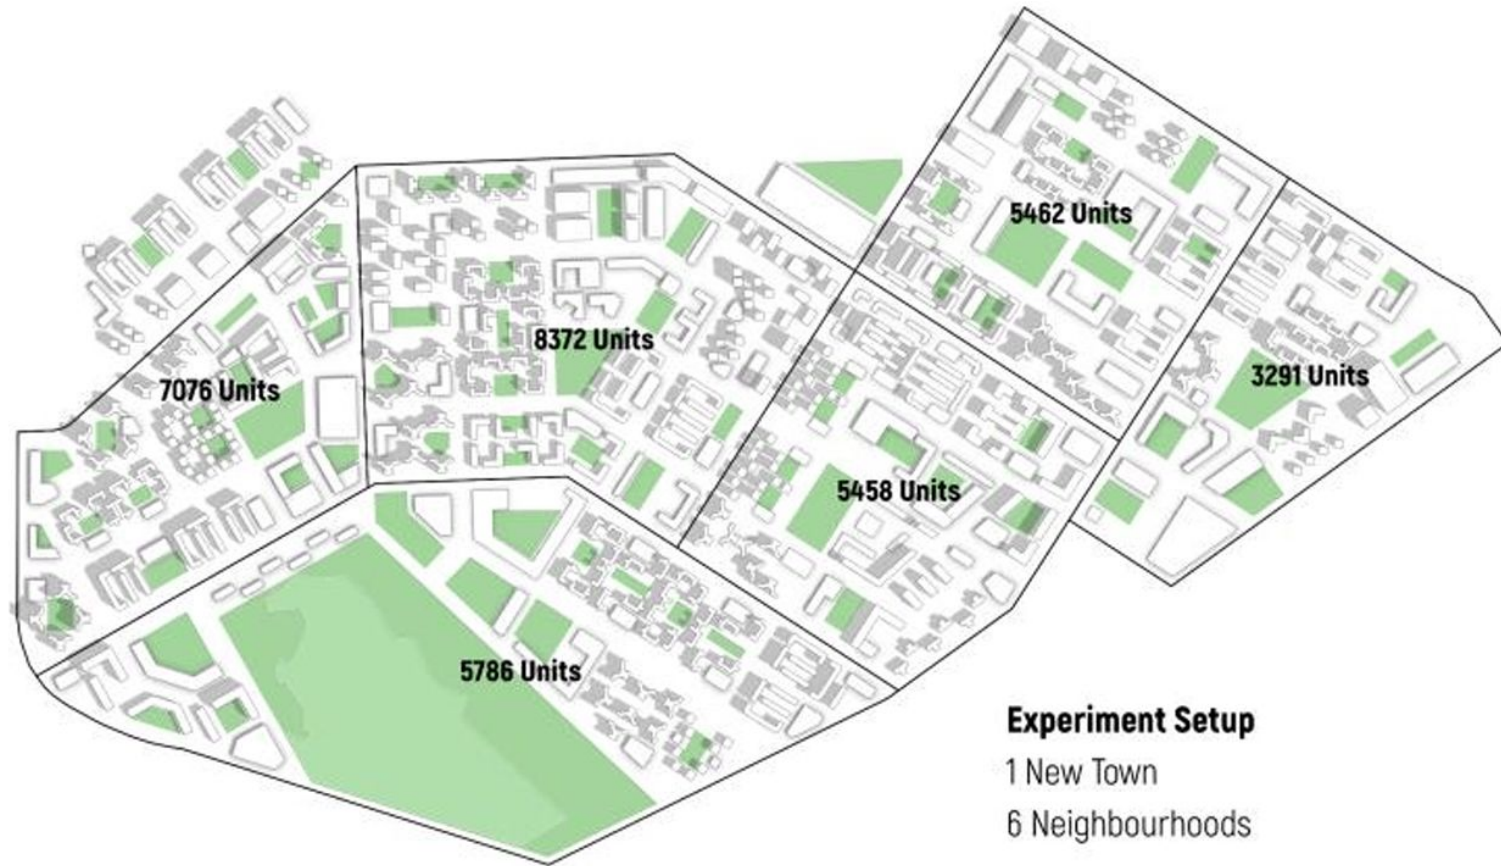 5462 Units
8372 Units
7076 Units
3291 Units
5458 Units
5786 Units
Experiment Setup
1 New Town
6 Neighbourhoods